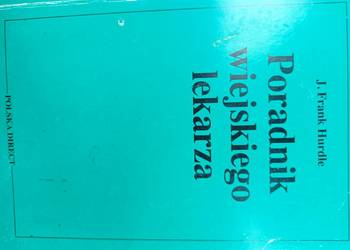 J. Frank Hurdle
Poradnik
wiejskiego
lekarza
POLSKA DIRECT